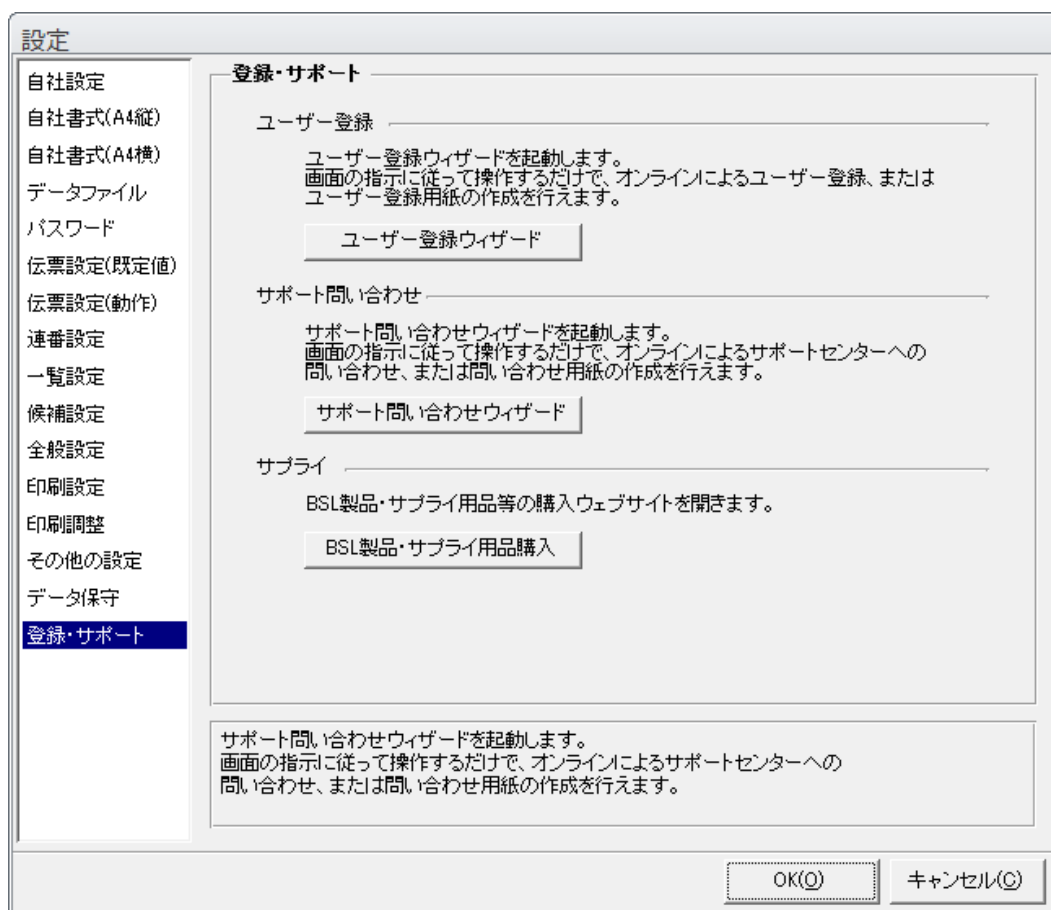 設定
自社設定
自社書式(A4縦)
自社書式(A4横)
データファイル
パスワード
伝票設定(既定値)
伝票設定(動作)
連番設定
一覧設定
候補設定
全般設定
印刷設定
印刷調整
その他の設定
データ保守
登録・サポート
登録・サポート
ユーザー登録
ユーザー登録ウィザードを起動します。
画面の指示に従って操作するだけで、オンラインによるユーザー登録、または
ユーザー登録用紙の作成を行えます。
ユーザー登録ウィザード
サポート問い合わせ
サポート問い合わせウィザードを起動します。
画面の指示に従って操作するだけで、オンラインによるサポートセンターへの
問い合わせ、または問い合わせ用紙の作成を行えます。
サポート問い合わせウィザード
サプライ
BSL製品・サプライ用品等の購入ウェブサイトを開きます。
BSL製品・サプライ用品購入
サポート問い合わせウィザードを起動します。
画面の指示に従って操作するだけで、オンラインによるサポートセンターへの
問い合わせ、または問い合わせ用紙の作成を行えます。
OK(O)
キャンセル(C)